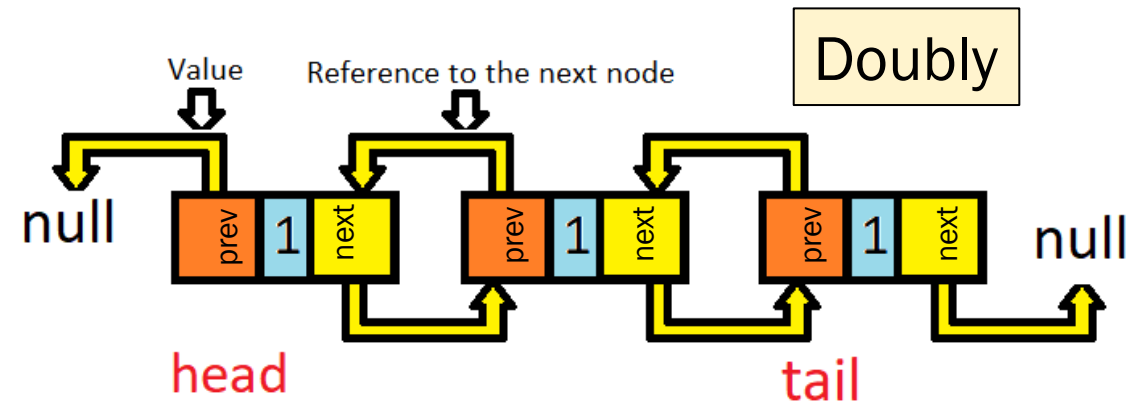 Doubly
Value
Reference to the next node
null
prev 1 next
prev 1 next
prev 1 next
null
head
tail